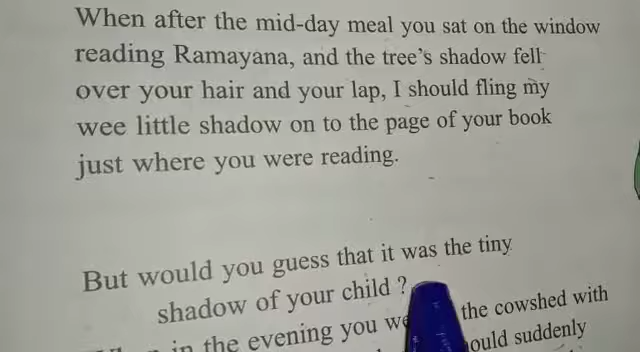 When after the mid-day meal you sat on the window
reading Ramayana, and the tree's shadow fell
over your hair and your lap, I should fling my
wee little shadow on to the page of your book
just where you were reading.
But would you guess that it was the tiny
shadow of your child ?
in the evening you the cowshed with
suddenly